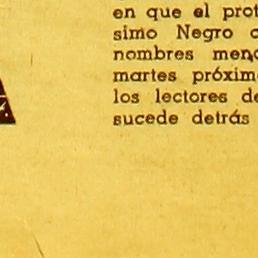 en que el prot
simo Negro c
nombres menc
martes próxim
los lectores de
sucede detrás